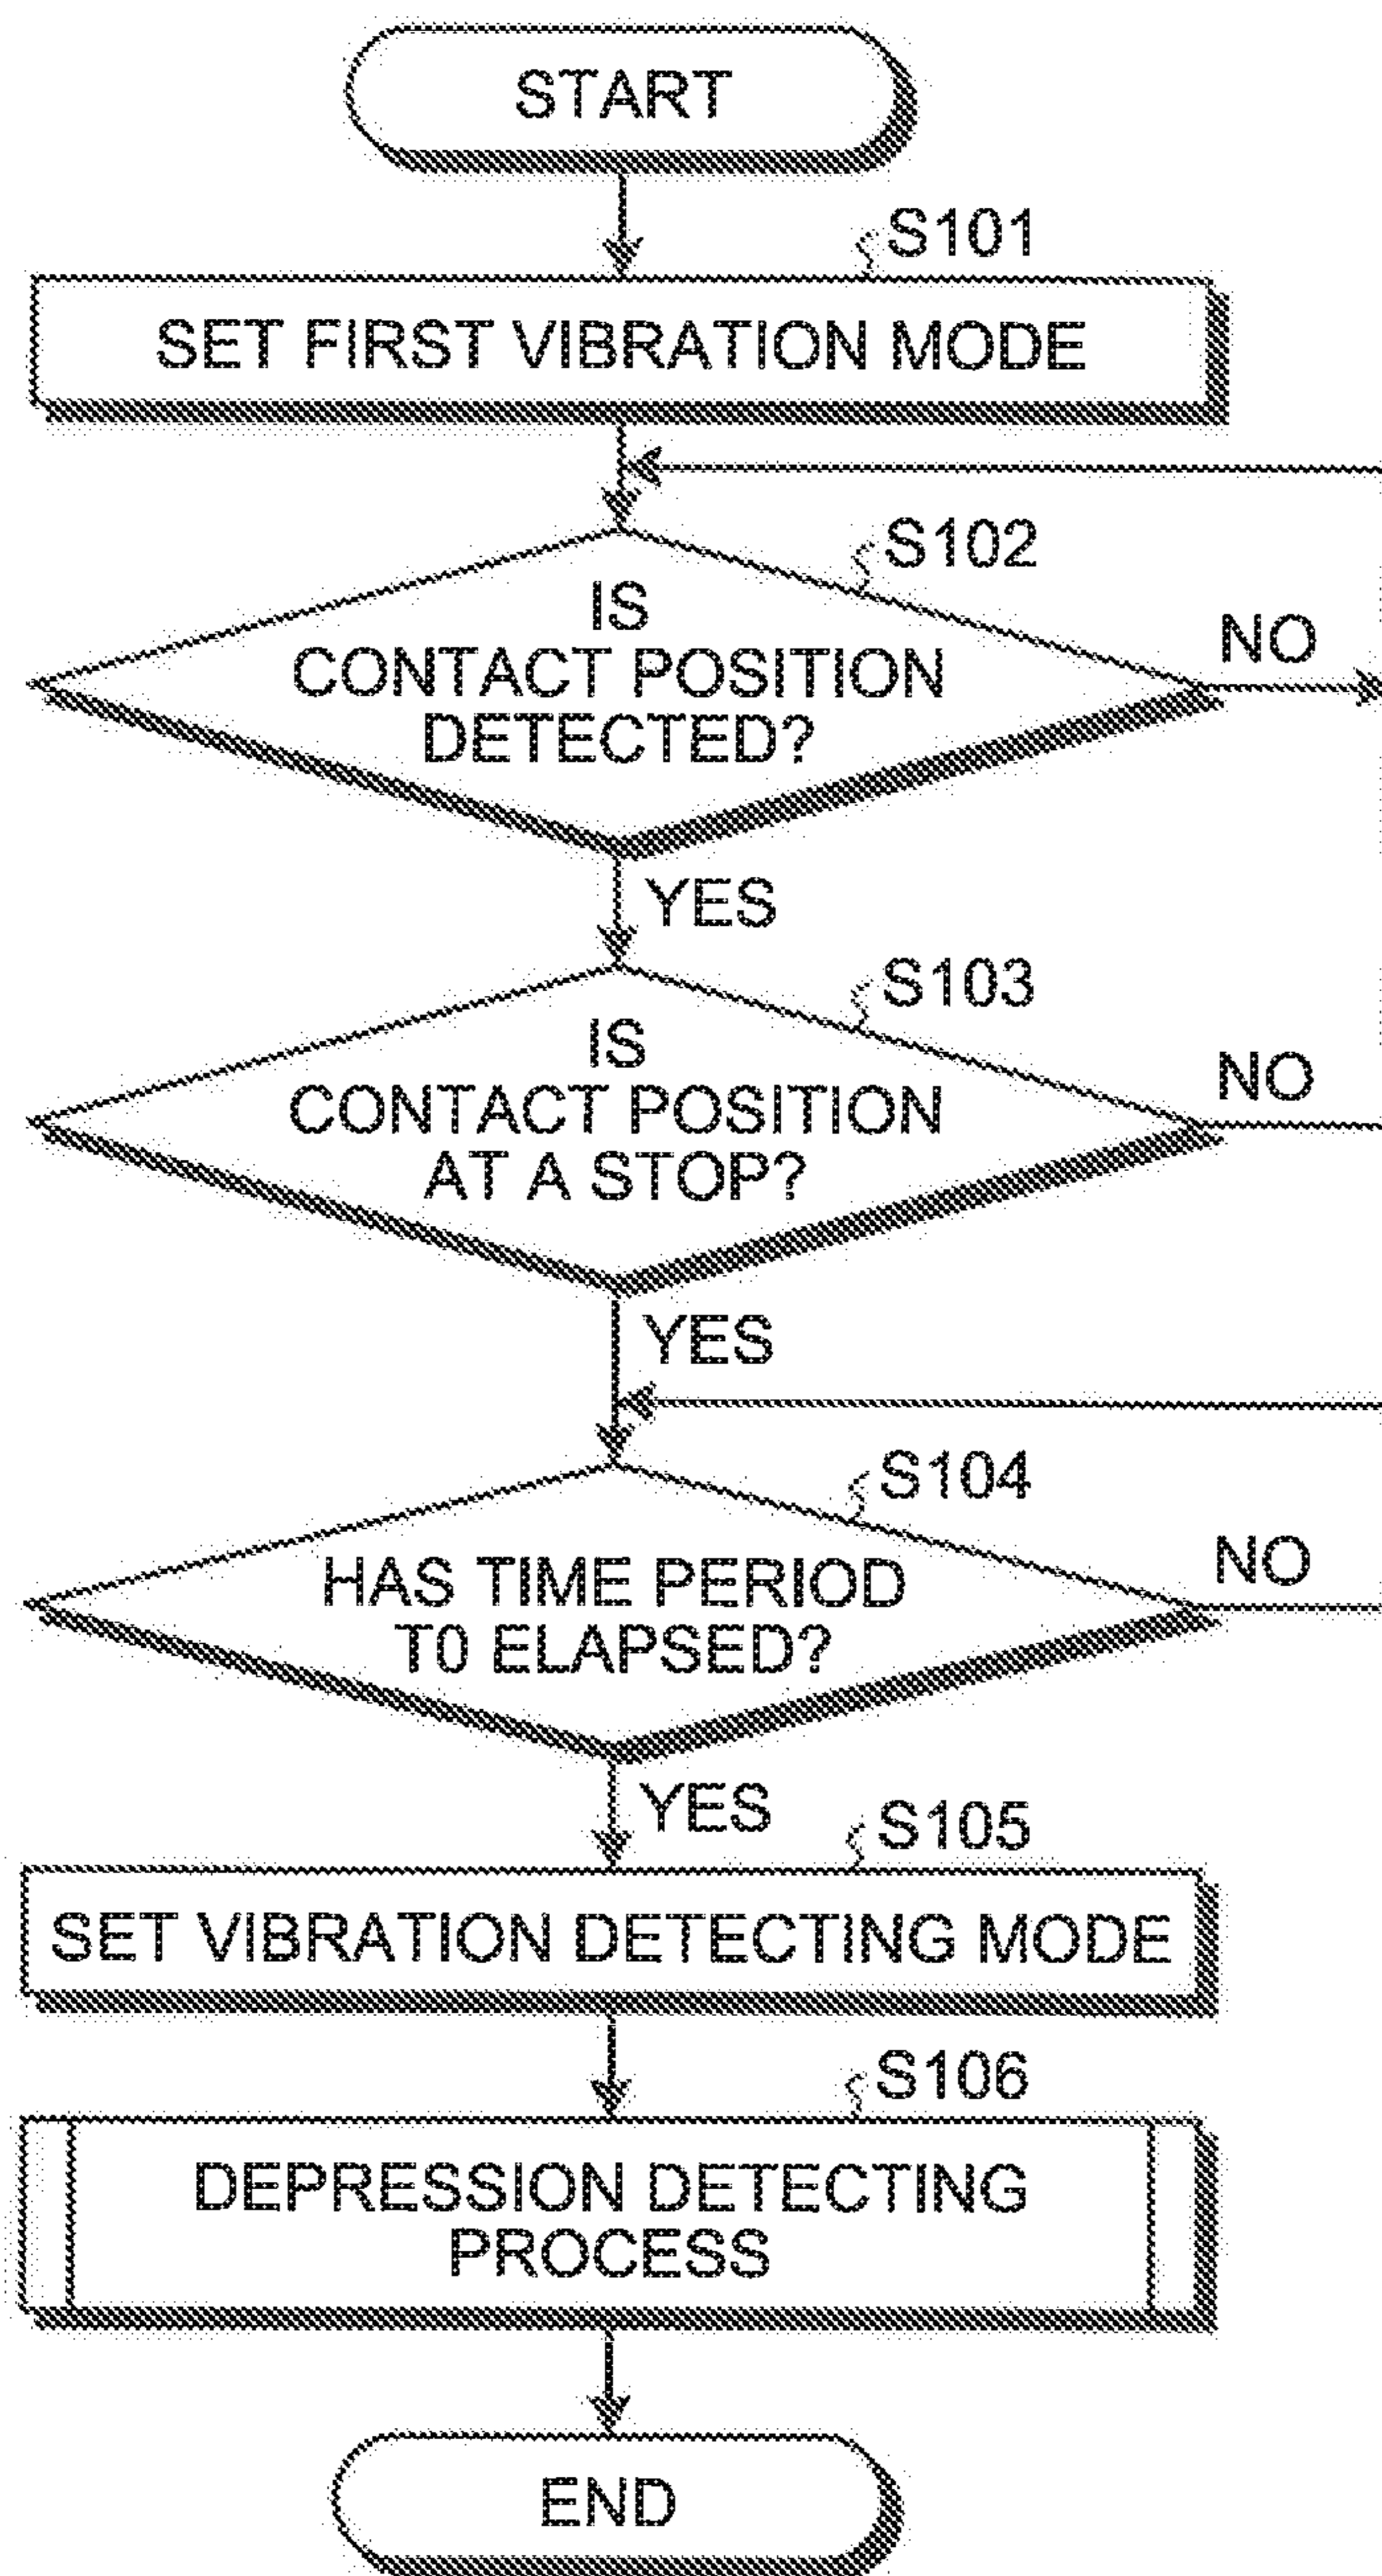 START
S101
SET FIRST VIBRATION MODE
S102
IS
CONTACT POSITION
DETECTED?
NO
YES
S103
IS
CONTACT POSITION
AT A STOP?
NO
YES
S104
HAS TIME PERIOD
T0 ELAPSED?
NO
YES
S105
SET VIBRATION DETECTING MODE
S106
DEPRESSION DETECTING
PROCESS
END